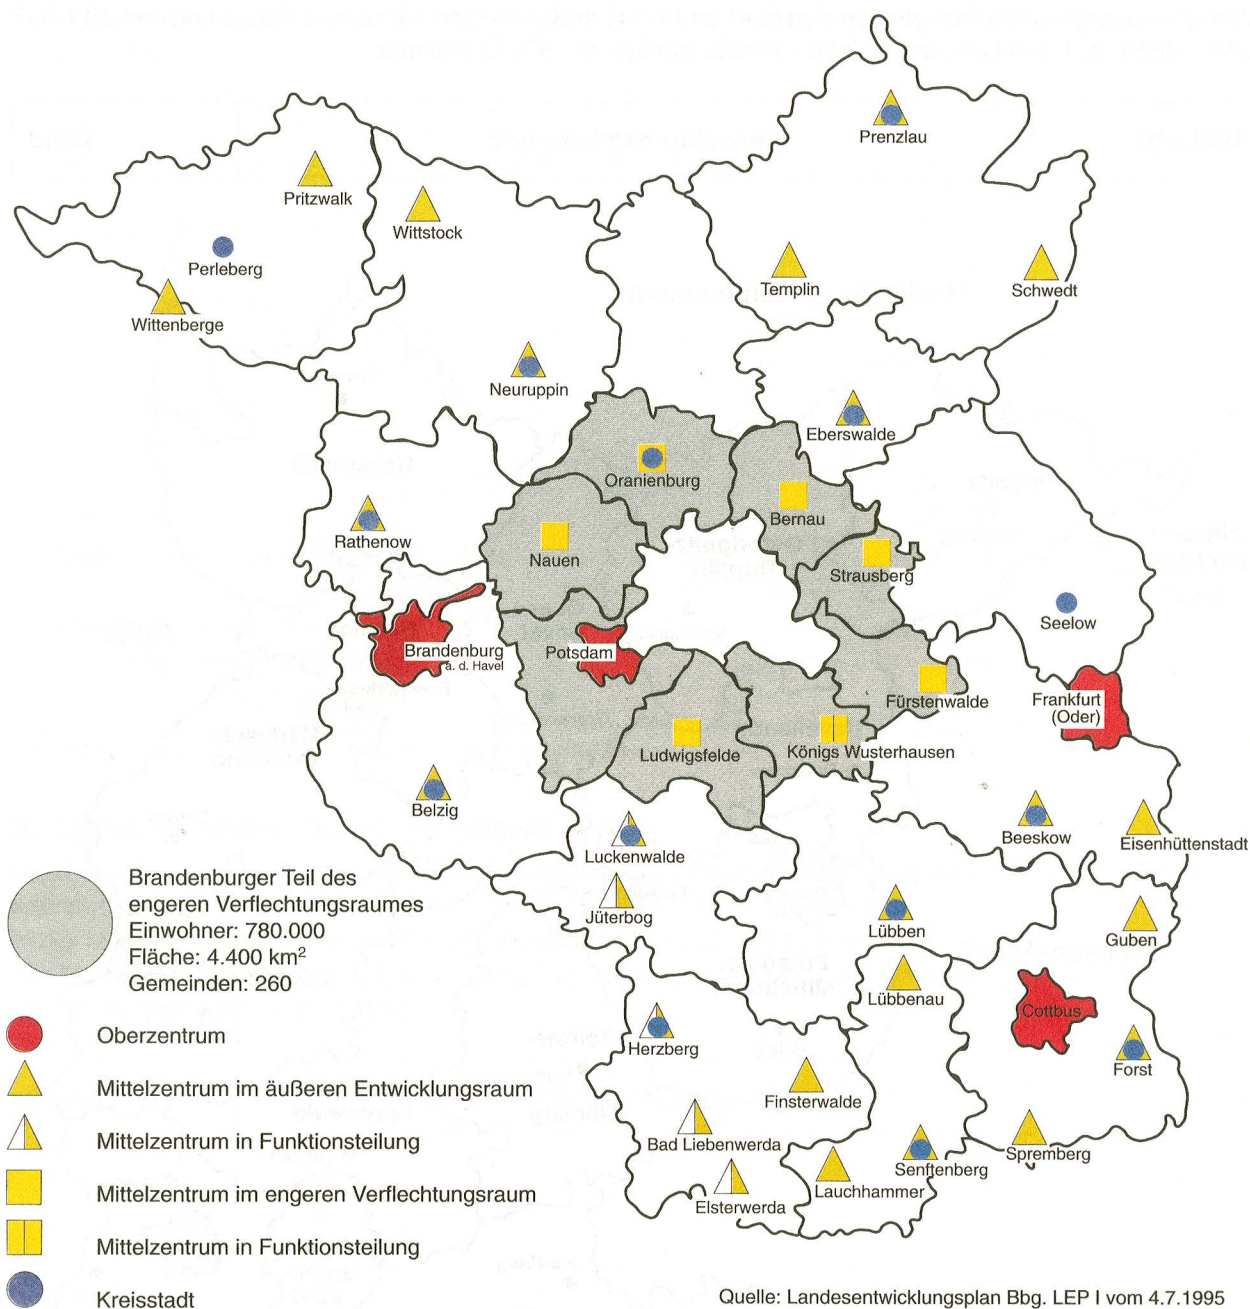 Prenzlau
Pritzwalk
Wittstock
Perleberg
Templin
Schwedt
Wittenberge
Neuruppin
Eberswalde
Oranienburg
Bernau
Rathenow
Nauen
Strausberg
Seelow
Brandenburg
a. d. Havel
Potsdam
Fürstenwalde
Frankfurt
(Oder)
Ludwigsfelde
Königs Wusterhausen
Belzig
Beeskow
Eisenhüttenstadt
Luckenwalde
Jüterbog
Lübben
Guben
Lübbenau
Cottbus
Herzberg
Forst
Finsterwalde
Bad Liebenwerda
Spremberg
Senftenberg
Lauchhammer
Elsterwerda
Brandenburger Teil des
engeren Verflechtungsraumes
Einwohner: 780.000
Fläche: 4.400 km²
Gemeinden: 260
Oberzentrum
Mittelzentrum im äußeren Entwicklungsraum
Mittelzentrum in Funktionsteilung
Mittelzentrum im engeren Verflechtungsraum
Mittelzentrum in Funktionsteilung
Kreisstadt
Quelle: Landesentwicklungsplan Bbg. LEP I vom 4.7.1995